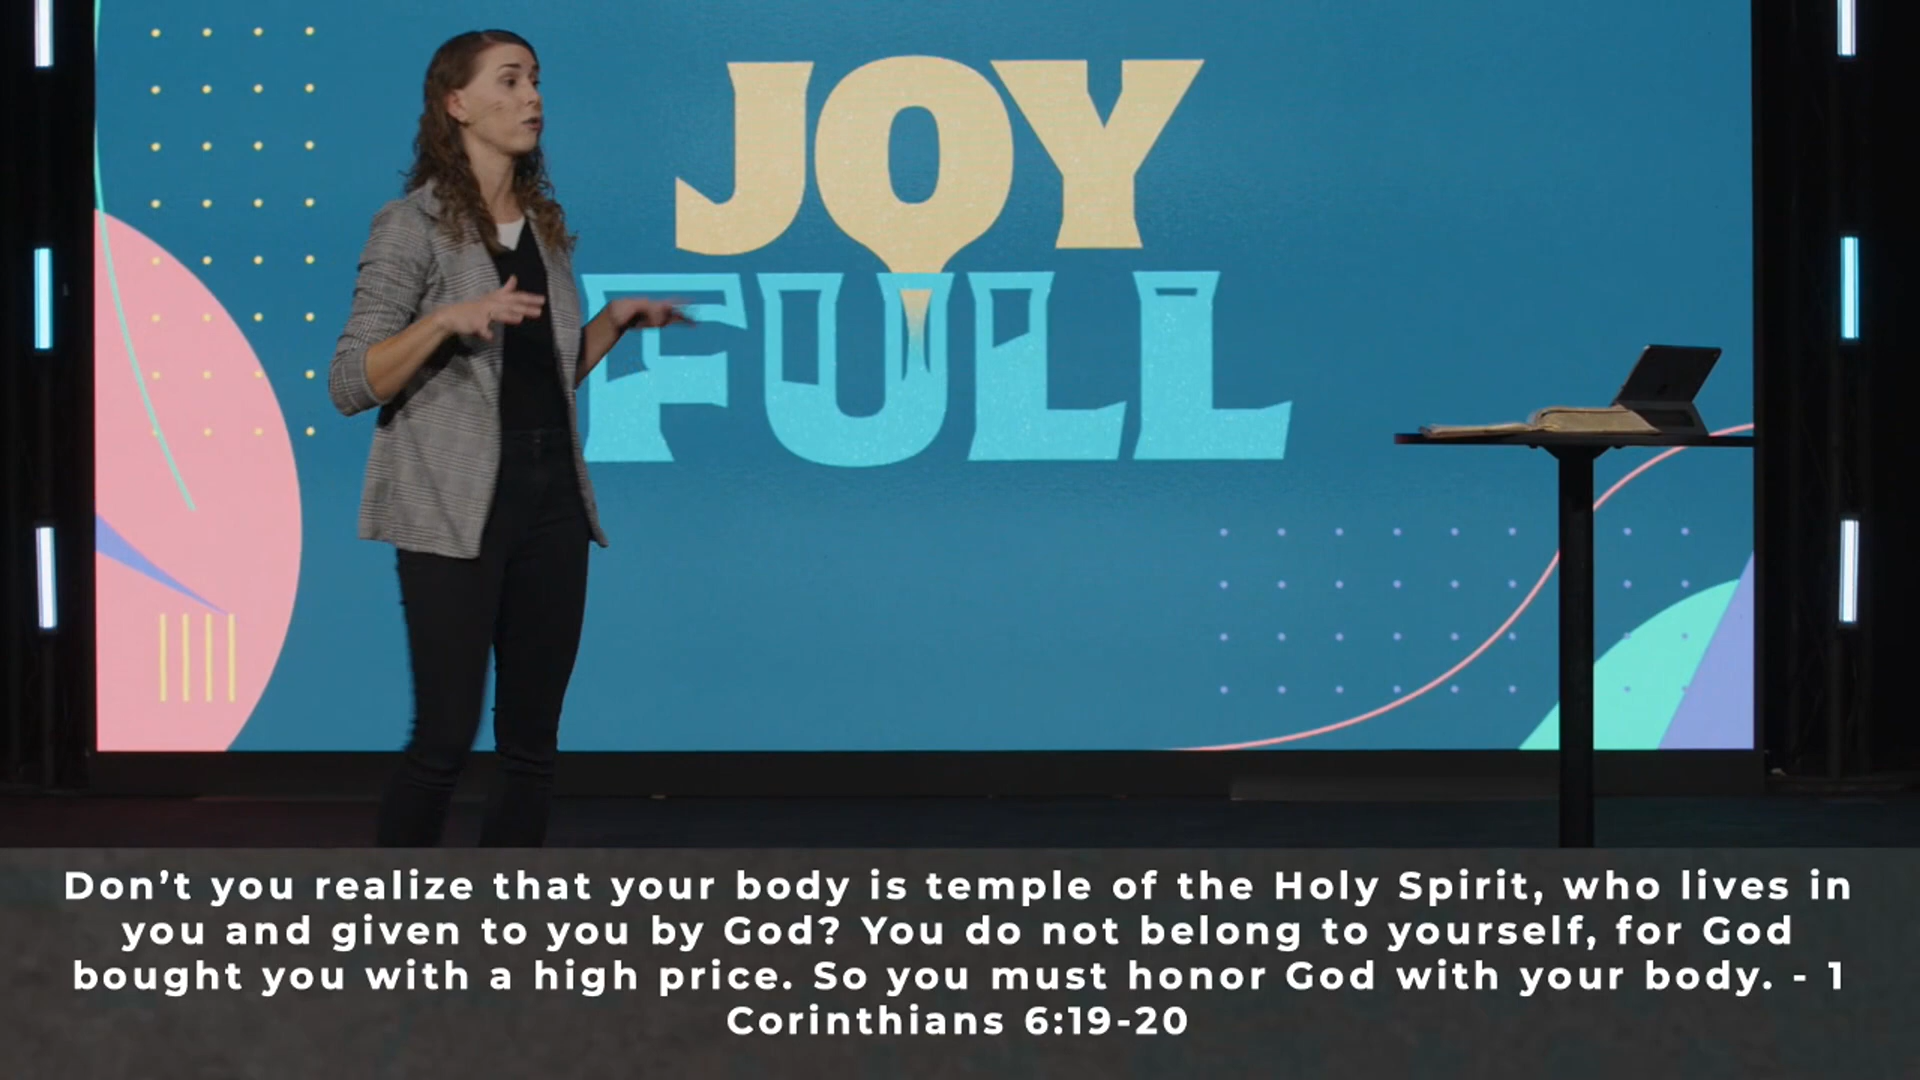 JOY
FULL
Don’t you realize that your body is temple of the Holy Spirit, who lives in
you and given to you by God? You do not belong to yourself, for God
bought you with a high price. So you must honor God with your body. - 1
Corinthians 6:19-20